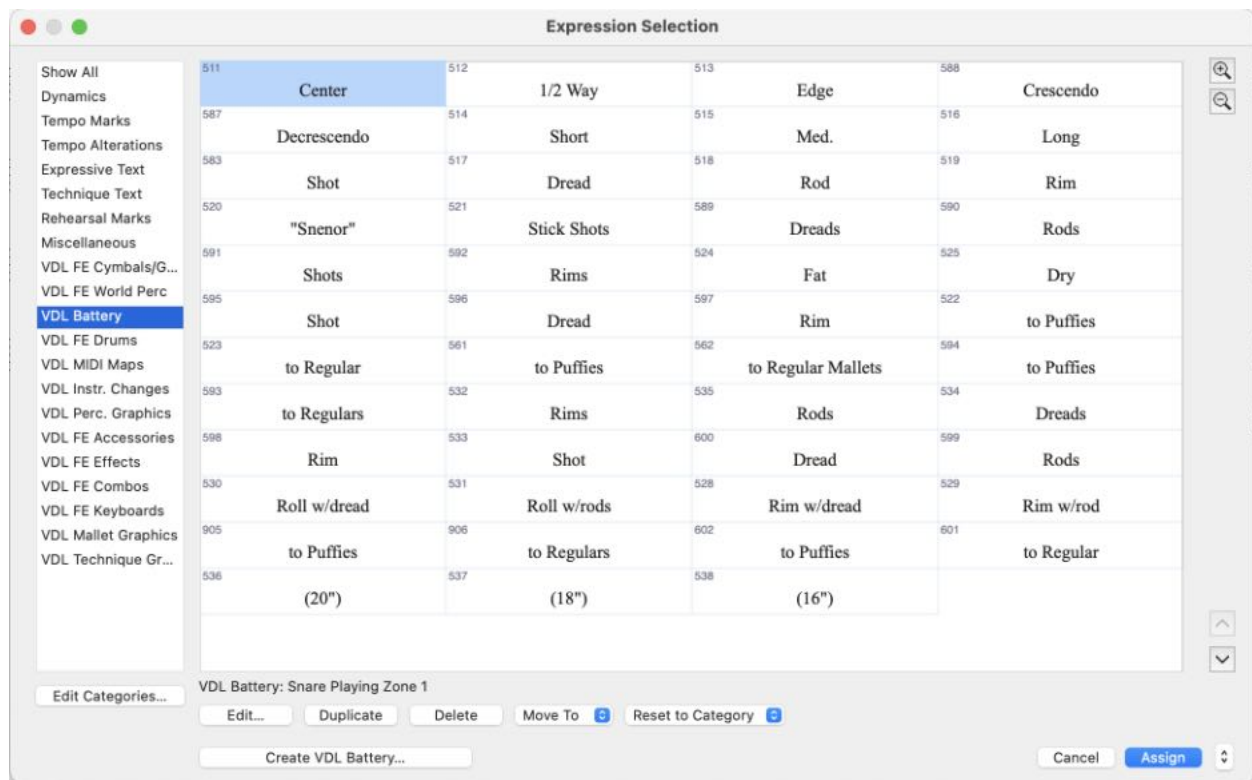 Expression Selection
Show All
Dynamics
Tempo Marks
Tempo Alterations
Expressive Text
Technique Text
Rehearsal Marks
Miscellaneous
VDL FE Cymbals/G...
VDL FE World Perc
VDL Battery
VDL FE Drums
VDL MIDI Maps
VDL Instr. Changes
VDL Perc. Graphics
VDL FE Accessories
VDL FE Effects
VDL FE Combos
VDL FE Keyboards
VDL Mallet Graphics
VDL Technique Gr...
Edit Categories...
511 Center 512 1/2 Way 513 Edge 588 Crescendo
587 Decrescendo 514 Short 515 Med. 516 Long
583 Shot 517 Dread 518 Rod 519 Rim
520 "Snenor" 521 Stick Shots 589 Dreads 590 Rods
591 Shots 592 Rims 524 Fat 525 Dry
595 Shot 596 Dread 597 Rim 522 to Puffies
523 to Regular 561 to Puffies 562 to Regular Mallets 594 to Puffies
593 to Regulars 532 Rims 535 Rods 534 Dreads
598 Rim 533 Shot 600 Dread 599 Rods
530 Roll w/dread 531 Roll w/rods 528 Rim w/dread 529 Rim w/rod
905 to Puffies 906 to Regulars 602 to Puffies 601 to Regular
536 (20") 537 (18") 538 (16")
VDL Battery: Snare Playing Zone 1
Edit... Duplicate Delete Move To Reset to Category
Create VDL Battery... Cancel Assign